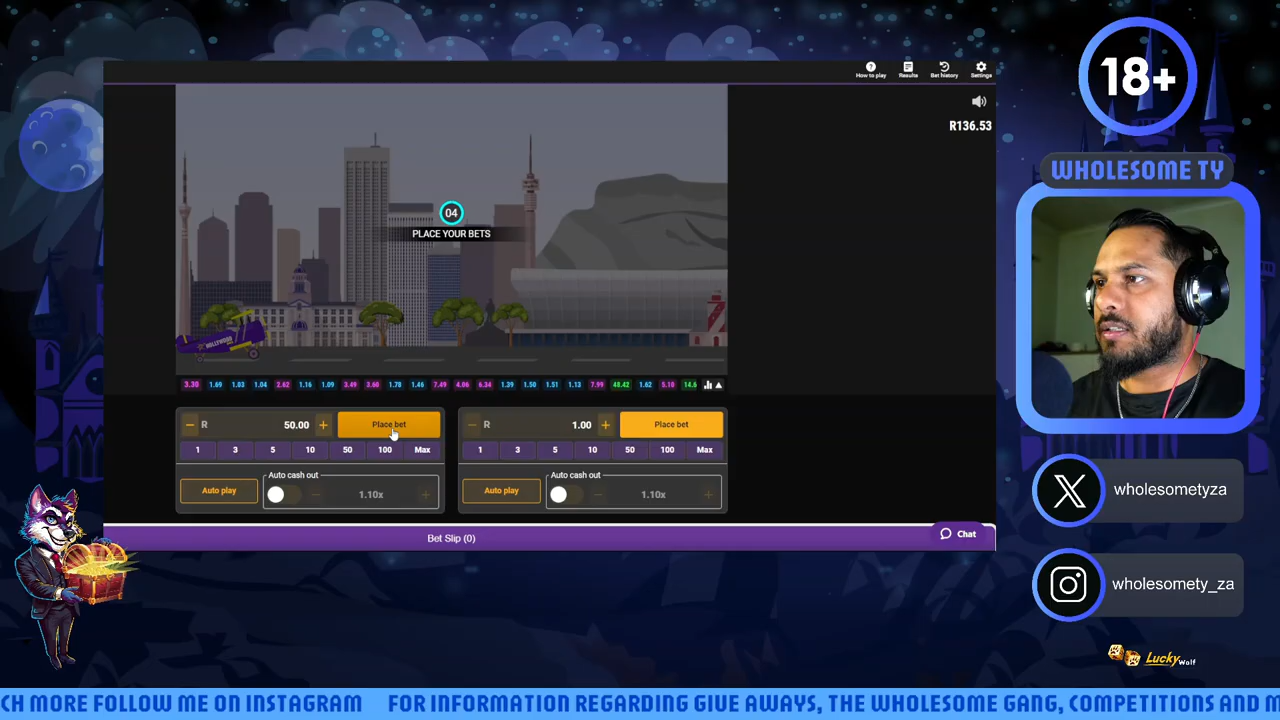 18+
How to play
Results
Bet history
Settings
R136.53
WHOLESOME TY
04
PLACE YOUR BETS
HOLLYWOOD
3.30 1.69 1.03 1.04 2.62 1.16 1.09 3.49 3.60 1.78 1.46 7.49 4.06 6.34 1.39 1.50 1.51 1.13 7.99 48.42 1.62 5.10 14.6
R 50.00 Place bet
1 3 5 10 50 100 Max
Auto play
Auto cash out
1.10x
R 1.00 Place bet
1 3 5 10 50 100 Max
Auto play
Auto cash out
1.10x
Bet Slip (0)
Chat
wholesometyza
wholesomety_za
Lucky Wolf
CH MORE FOLLOW ME ON INSTAGRAM FOR INFORMATION REGARDING GIVE AWAYS, THE WHOLESOME GANG, COMPETITIONS AND M